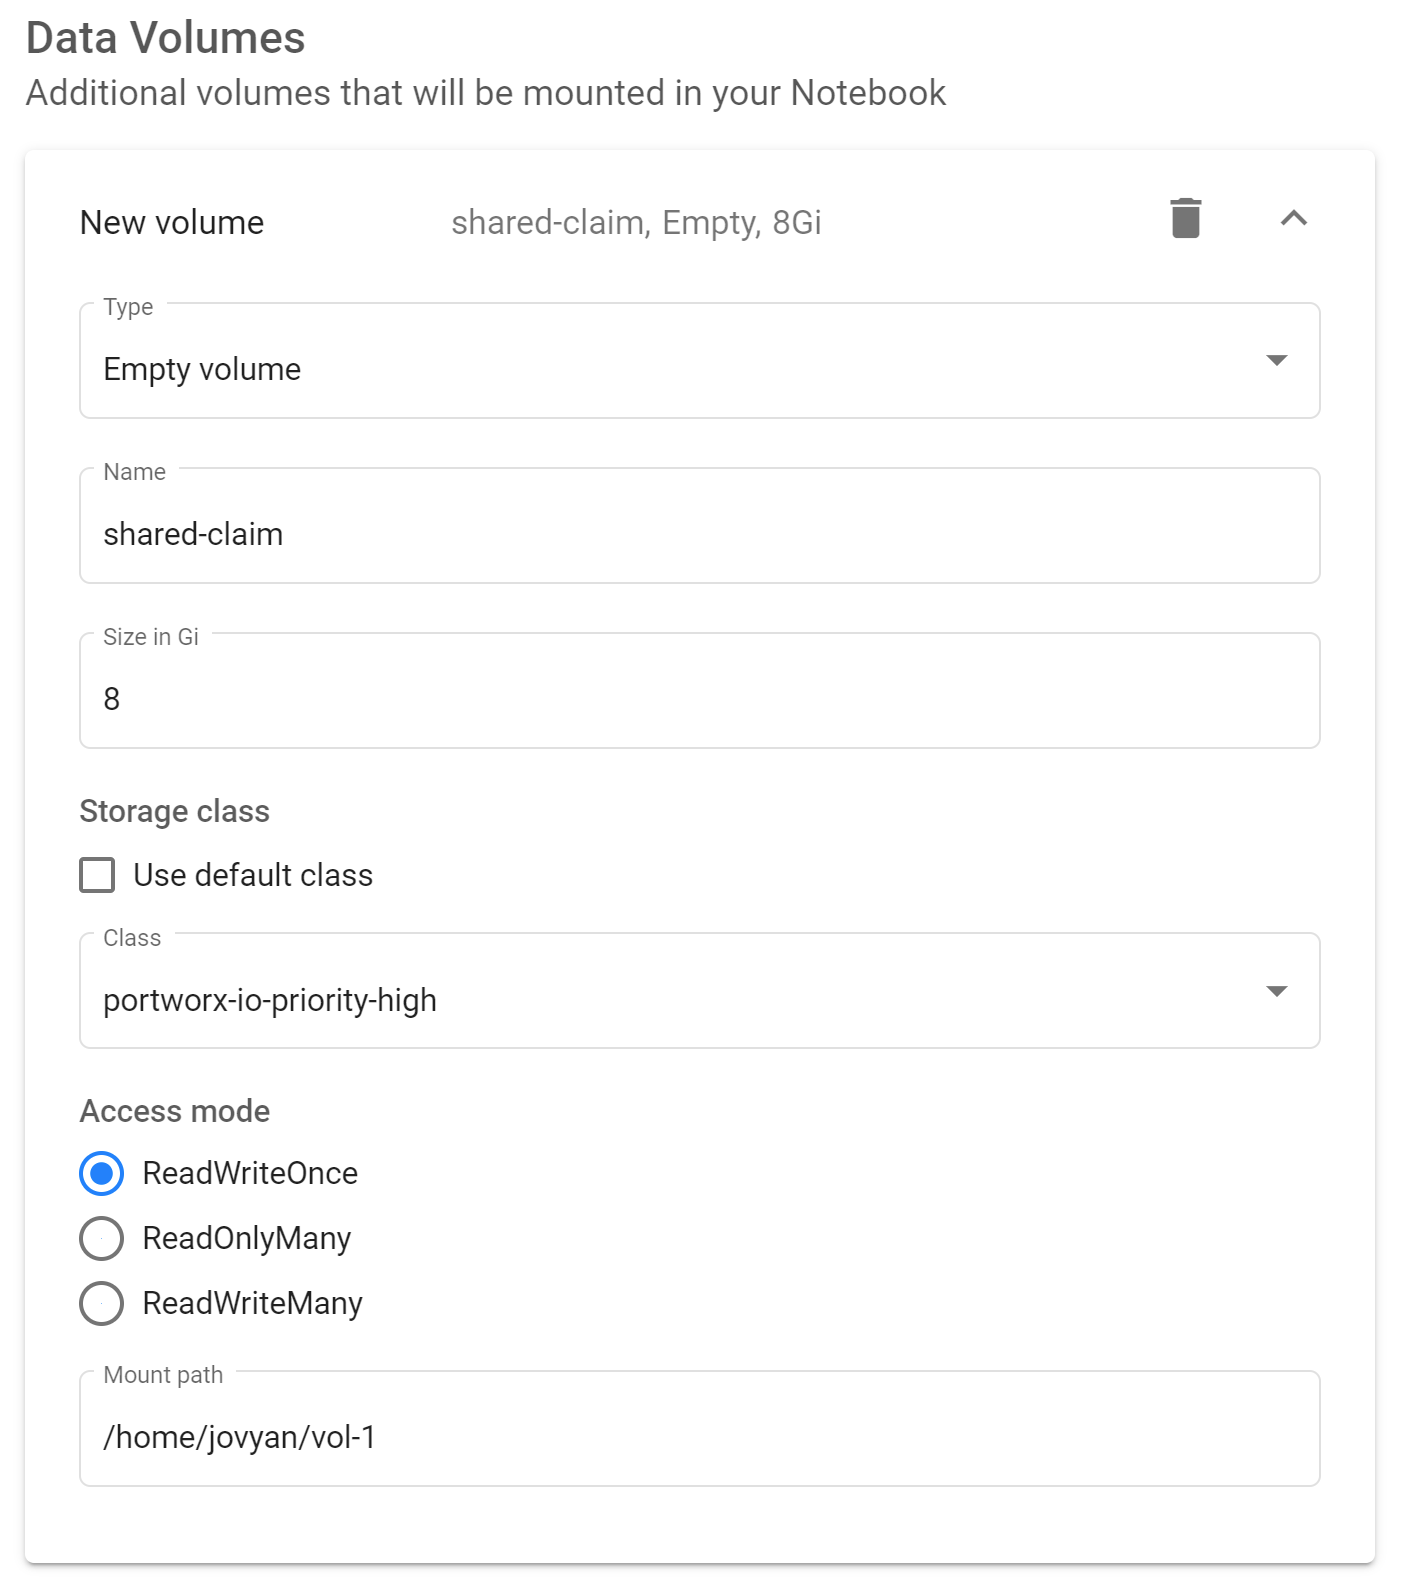 Data Volumes
Additional volumes that will be mounted in your Notebook
New volume shared-claim, Empty, 8Gi
Type
Empty volume
Name
shared-claim
Size in Gi
8
Storage class
Use default class
Class
portworx-io-priority-high
Access mode
ReadWriteOnce
ReadOnlyMany
ReadWriteMany
Mount path
/home/jovyan/vol-1